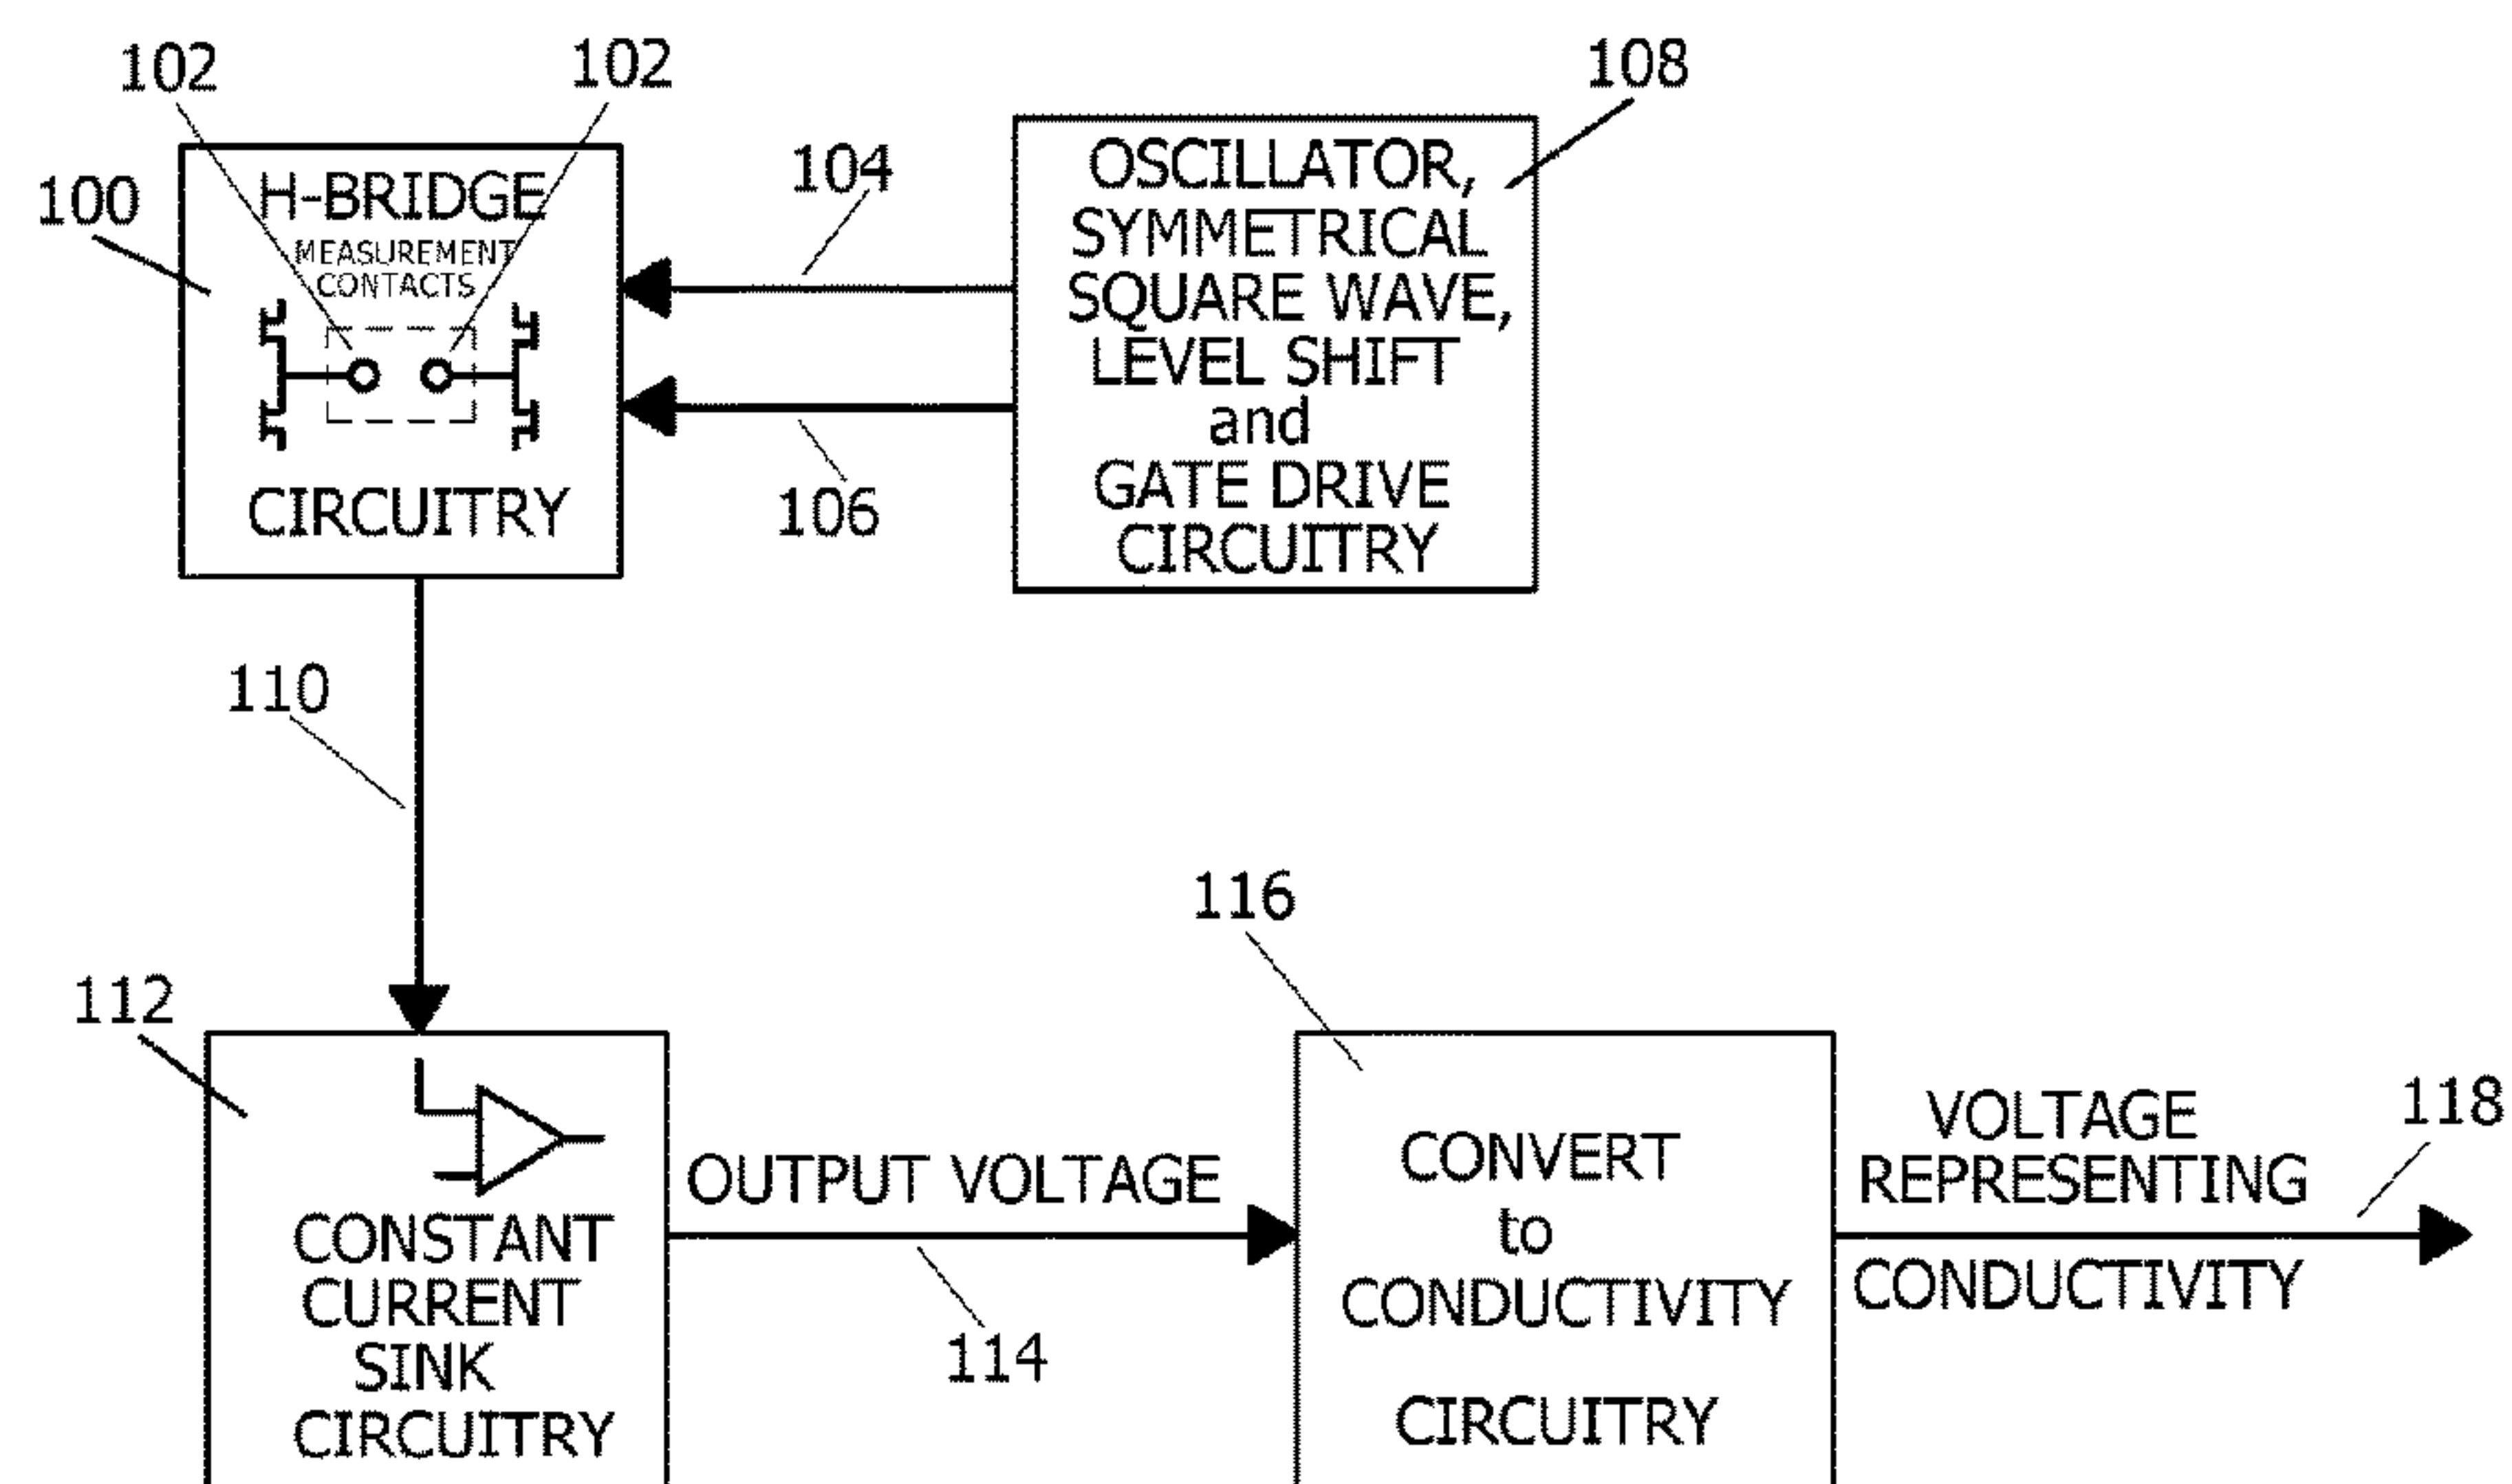 102
102
108
100
H-BRIDGE
MEASUREMENT
CONTACTS
CIRCUITRY
104
106
OSCILLATOR,
SYMMETRICAL
SQUARE WAVE,
LEVEL SHIFT
and
GATE DRIVE
CIRCUITRY
110
112
CONSTANT
CURRENT
SINK
CIRCUITRY
OUTPUT VOLTAGE
114
116
CONVERT
to
CONDUCTIVITY
CIRCUITRY
VOLTAGE
REPRESENTING
CONDUCTIVITY
118